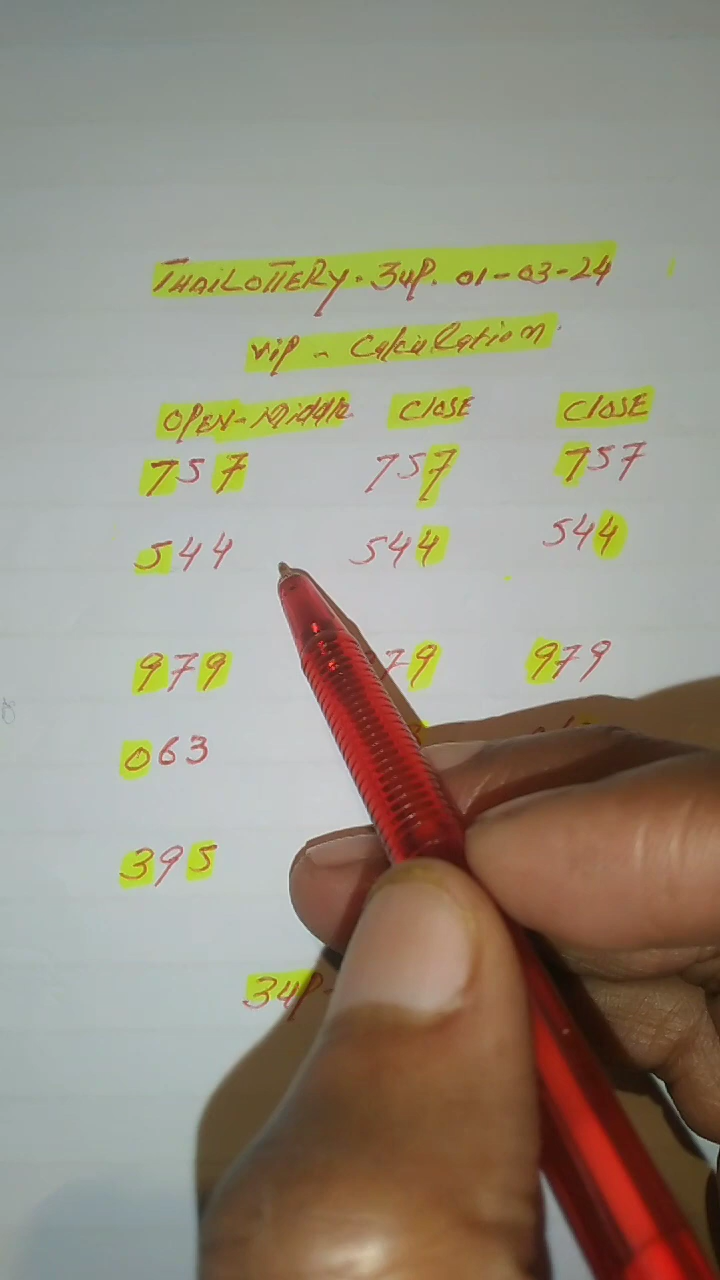 THAILOTTERY. 3UP. 01-03-24
VIP - Calculation.
OPEN-Middle CLOSE CLOSE
757 757 757
544 544 544
979 79 979
063
395
3UP